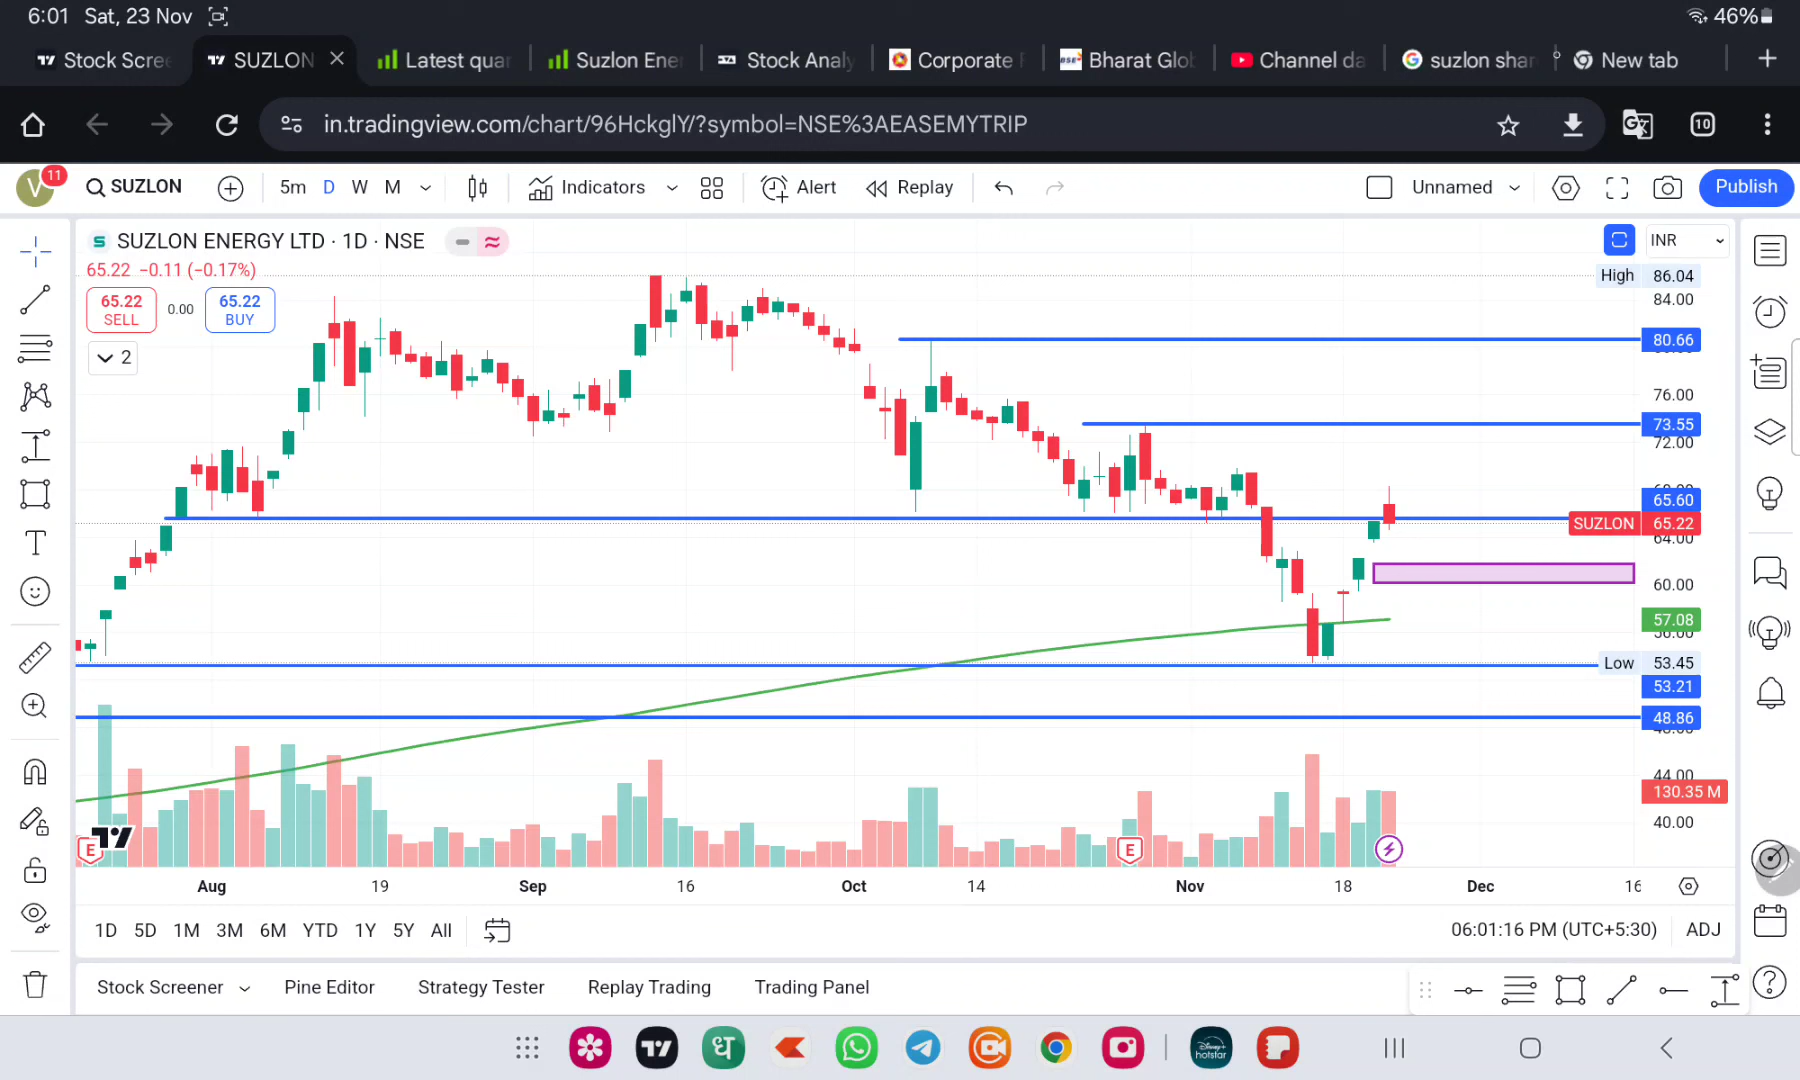 6:01 Sat, 23 Nov 46%
Stock Scre SUZLON Latest quar Suzlon Ene Stock Analy Corporate F BSE Bharat Glob Channel da suzlon shar New tab
in.tradingview.com/chart/96HckglY/?symbol=NSE%3AEASEMYTRIP 10
V 11 SUZLON 5m D W M Indicators Alert Replay Unnamed Publish
SUZLON ENERGY LTD · 1D · NSE INR
65.22 −0.11 (−0.17%)
65.22 SELL 0.00 65.22 BUY
2
High 86.04
84.00
80.66
76.00
73.55
72.00
65.60
SUZLON 65.22
64.00
60.00
57.08
Low 53.45
53.21
48.86
44.00
130.35 M
40.00
E E
Aug 19 Sep 16 Oct 14 Nov 18 Dec 16
1D 5D 1M 3M 6M YTD 1Y 5Y All 06:01:16 PM (UTC+5:30) ADJ
Stock Screener Pine Editor Strategy Tester Replay Trading Trading Panel
ध Disney+ hotstar